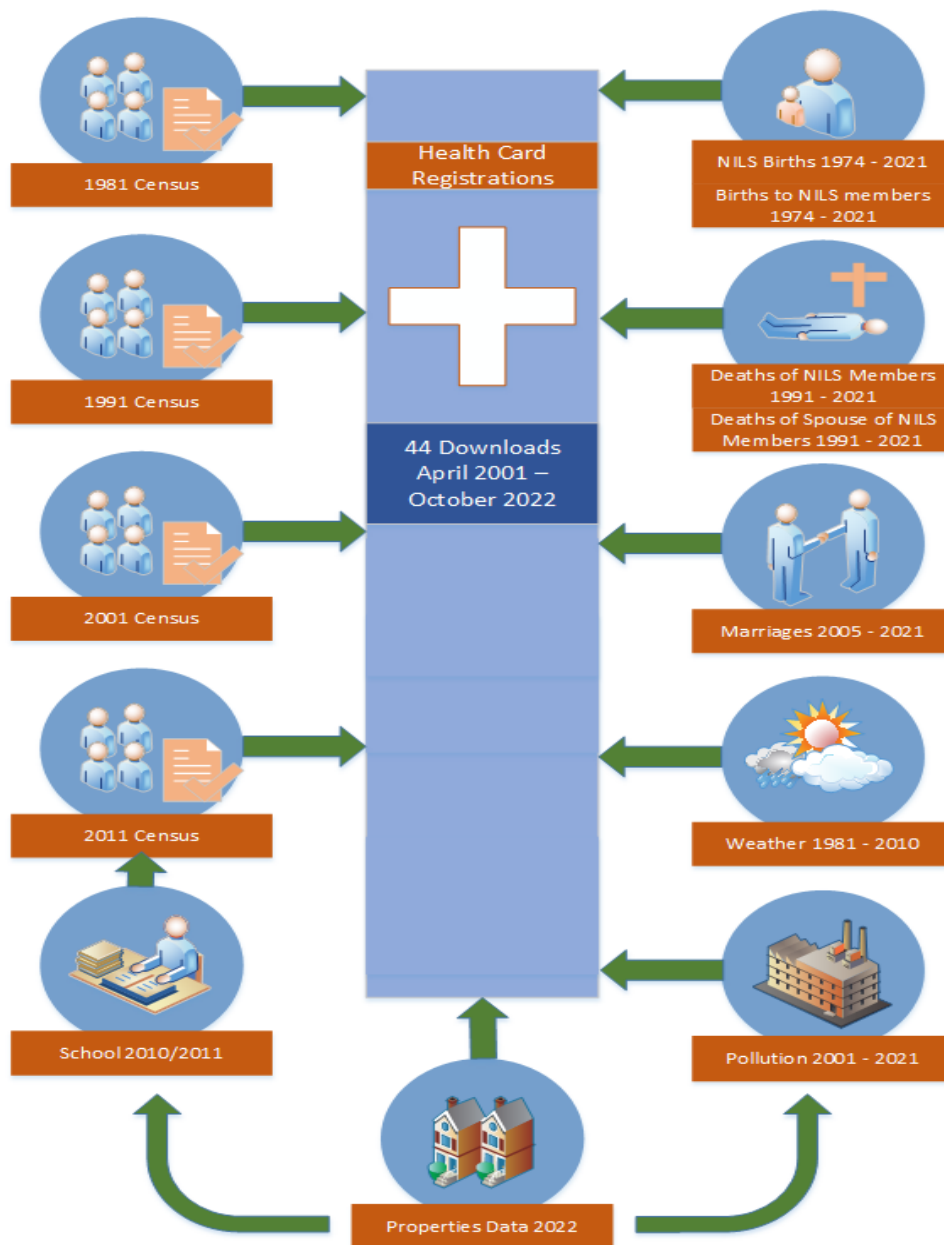 1981 Census
Health Card
Registrations
NILS Births 1974 - 2021
Births to NILS members
1974 - 2021
1991 Census
44 Downloads
April 2001 –
October 2022
Deaths of NILS Members
1991 - 2021
Deaths of Spouse of NILS
Members 1991 - 2021
2001 Census
Marriages 2005 - 2021
2011 Census
Weather 1981 - 2010
School 2010/2011
Pollution 2001 - 2021
Properties Data 2022